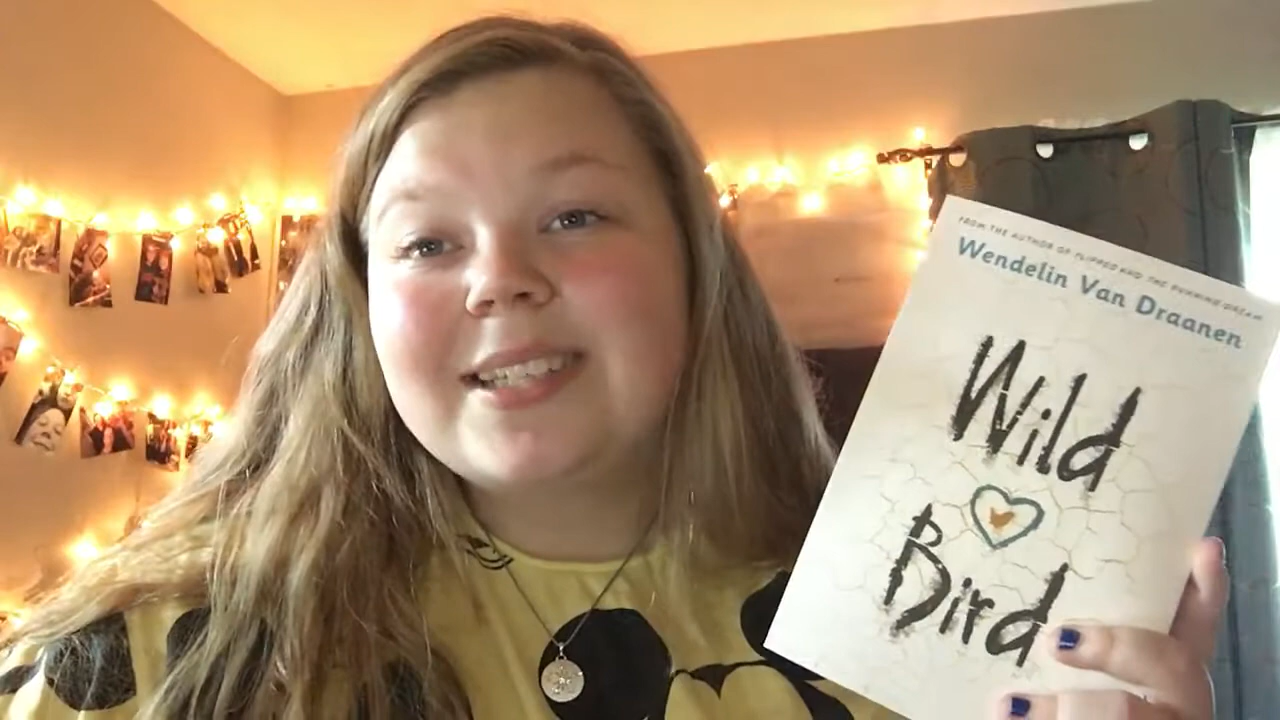 FROM THE AUTHOR OF FLIPPED AND THE RUNNING DREAM
Wendelin Van Draanen
Wild
Bird